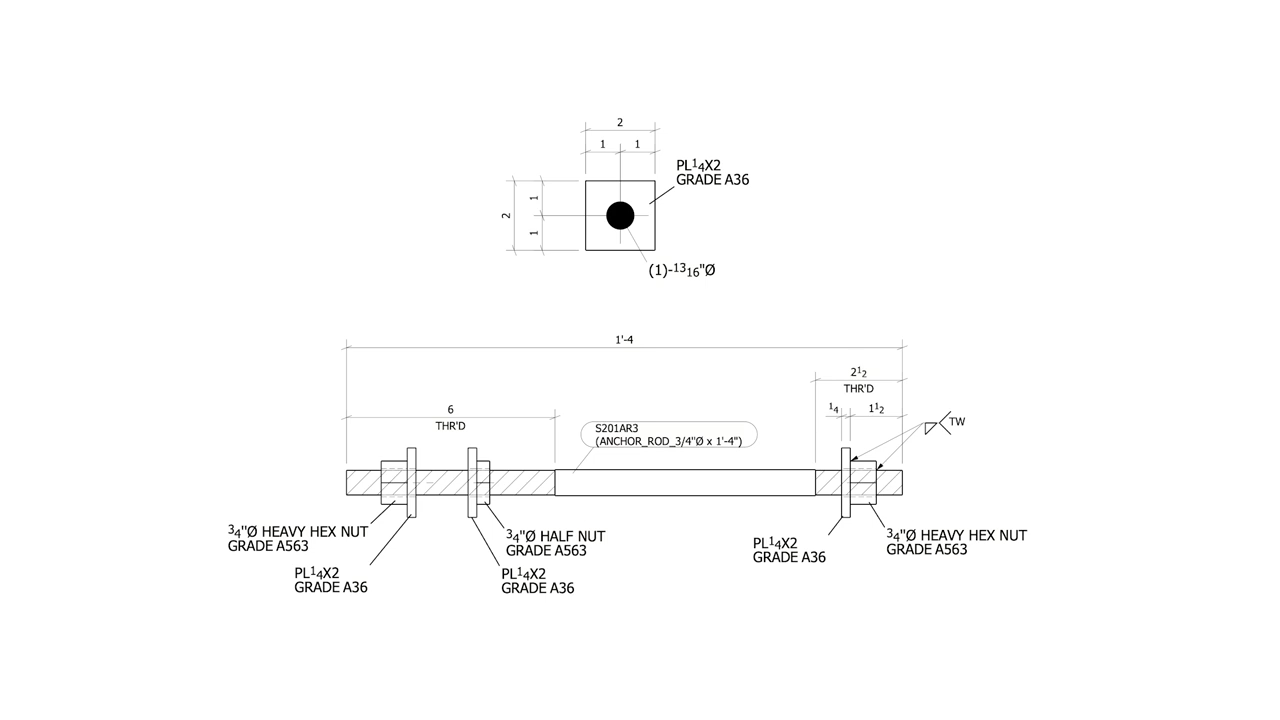 2
1 1
PL1/4X2
GRADE A36
2
1
1
(1)-13/16"Ø
1'-4
2 1/2
THR'D
1/4
1 1/2
6
THR'D
TW
S201AR3
(ANCHOR_ROD_3/4"Ø x 1'-4")
3/4"Ø HEAVY HEX NUT
GRADE A563
3/4"Ø HALF NUT
GRADE A563
PL1/4X2
GRADE A36
3/4"Ø HEAVY HEX NUT
GRADE A563
PL1/4X2
GRADE A36
PL1/4X2
GRADE A36